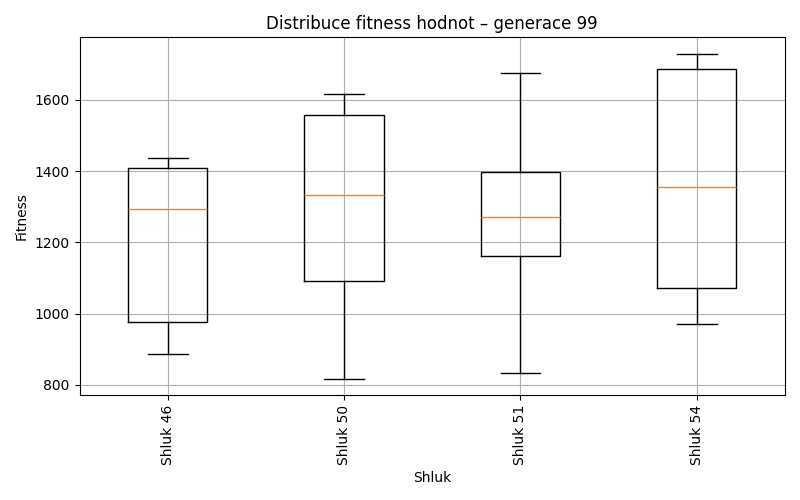 Distribuce fitness hodnot – generace 99
Fitness
1600
1400
1200
1000
800
Shluk 46
Shluk 50
Shluk 51
Shluk 54
Shluk